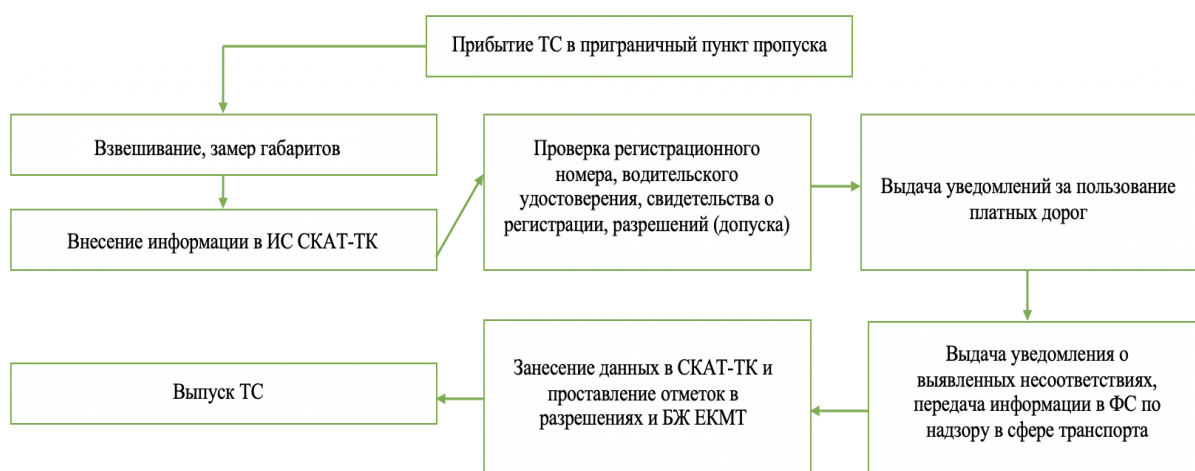 Прибытие ТС в приграничный пункт пропуска
Взвешивание, замер габаритов
Внесение информации в ИС СКАТ-ТК
Проверка регистрационного
номера, водительского
удостоверения, свидетельства о
регистрации, разрешений (допуска)
Выдача уведомлений за пользование
платных дорог
Выдача уведомления о
выявленных несоответствиях,
передача информации в ФС по
надзору в сфере транспорта
Занесение данных в СКАТ-ТК и
проставление отметок в
разрешениях и БЖ ЕКМТ
Выпуск ТС